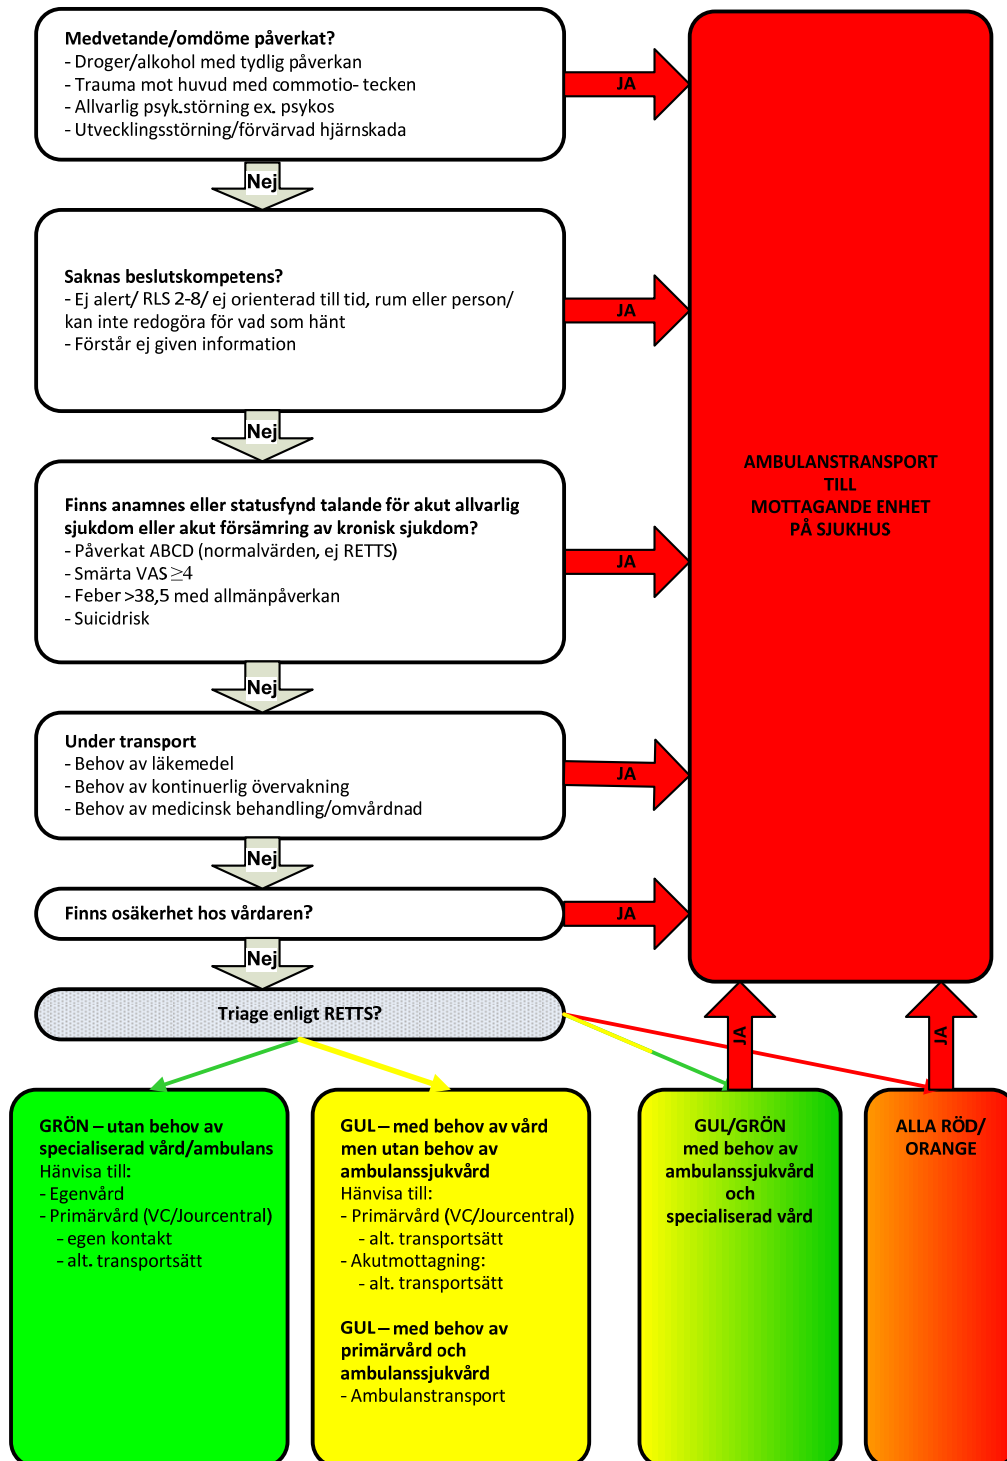 Medvetande/omdöme påverkat?
- Droger/alkohol med tydlig påverkan
- Trauma mot huvud med commotio- tecken
- Allvarlig psyk.störning ex. psykos
- Utvecklingsstörning/förvärvad hjärnskada
JA
Nej
Saknas beslutskompetens?
- Ej alert/ RLS 2-8/ ej orienterad till tid, rum eller person/
kan inte redogöra för vad som hänt
- Förstår ej given information
JA
Nej
Finns anamnes eller statusfynd talande för akut allvarlig
sjukdom eller akut försämring av kronisk sjukdom?
- Påverkat ABCD (normalvärden, ej RETTS)
- Smärta VAS ≥4
- Feber >38,5 med allmänpåverkan
- Suicidrisk
JA
Nej
Under transport
- Behov av läkemedel
- Behov av kontinuerlig övervakning
- Behov av medicinsk behandling/omvårdnad
JA
Nej
Finns osäkerhet hos vårdaren?
JA
Nej
AMBULANSTRANSPORT
TILL
MOTTAGANDE ENHET
PÅ SJUKHUS
Triage enligt RETTS?
JA
JA
GRÖN – utan behov av
specialiserad vård/ambulans
Hänvisa till:
- Egenvård
- Primärvård (VC/Jourcentral)
- egen kontakt
- alt. transportsätt
GUL – med behov av vård
men utan behov av
ambulanssjukvård
Hänvisa till:
- Primärvård (VC/Jourcentral)
- alt. transportsätt
- Akutmottagning:
- alt. transportsätt
GUL – med behov av
primärvård och
ambulanssjukvård
- Ambulanstransport
GUL/GRÖN
med behov av
ambulanssjukvård
och
specialiserad vård
ALLA RÖD/
ORANGE